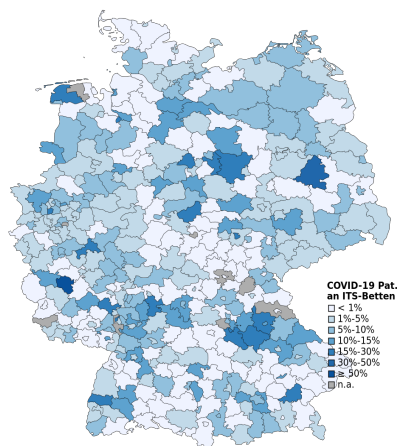 COVID-19 Pat.
an ITS-Betten
< 1%
1%-5%
5%-10%
10%-15%
15%-30%
30%-50%
≥ 50%
n.a.